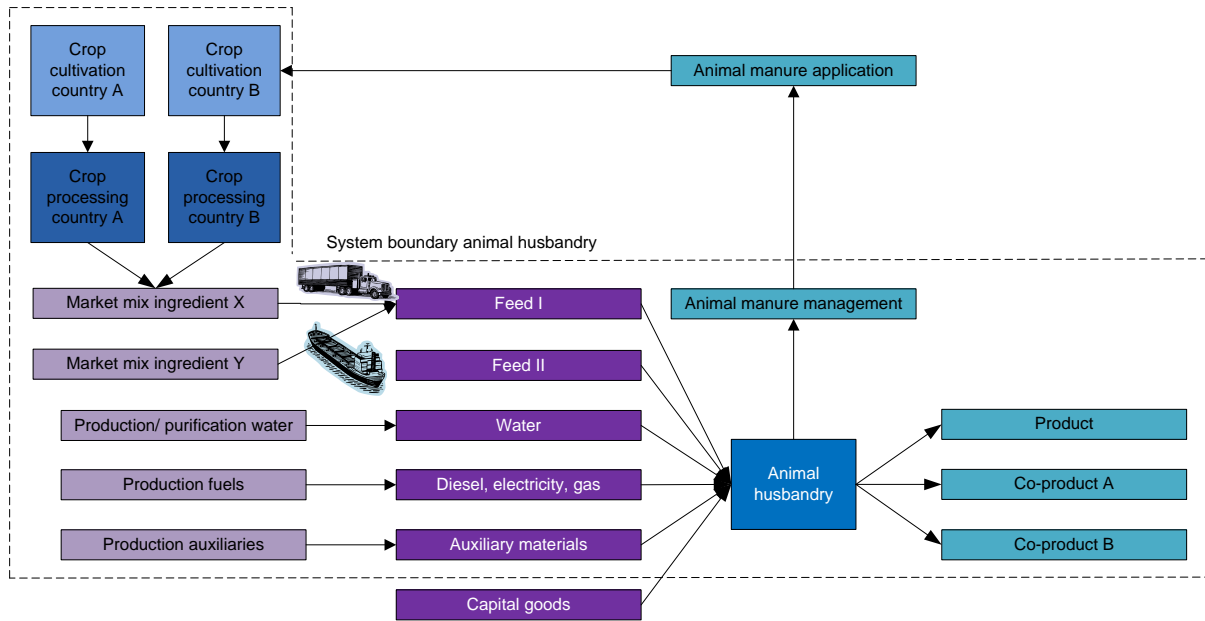 Crop
cultivation
country A
Crop
cultivation
country B
Animal manure application
Crop
processing
country A
Crop
processing
country B
System boundary animal husbandry
Market mix ingredient X
Feed I
Animal manure management
Market mix ingredient Y
Feed II
Production/ purification water
Water
Product
Animal
husbandry
Production fuels
Diesel, electricity, gas
Co-product A
Production auxiliaries
Auxiliary materials
Co-product B
Capital goods